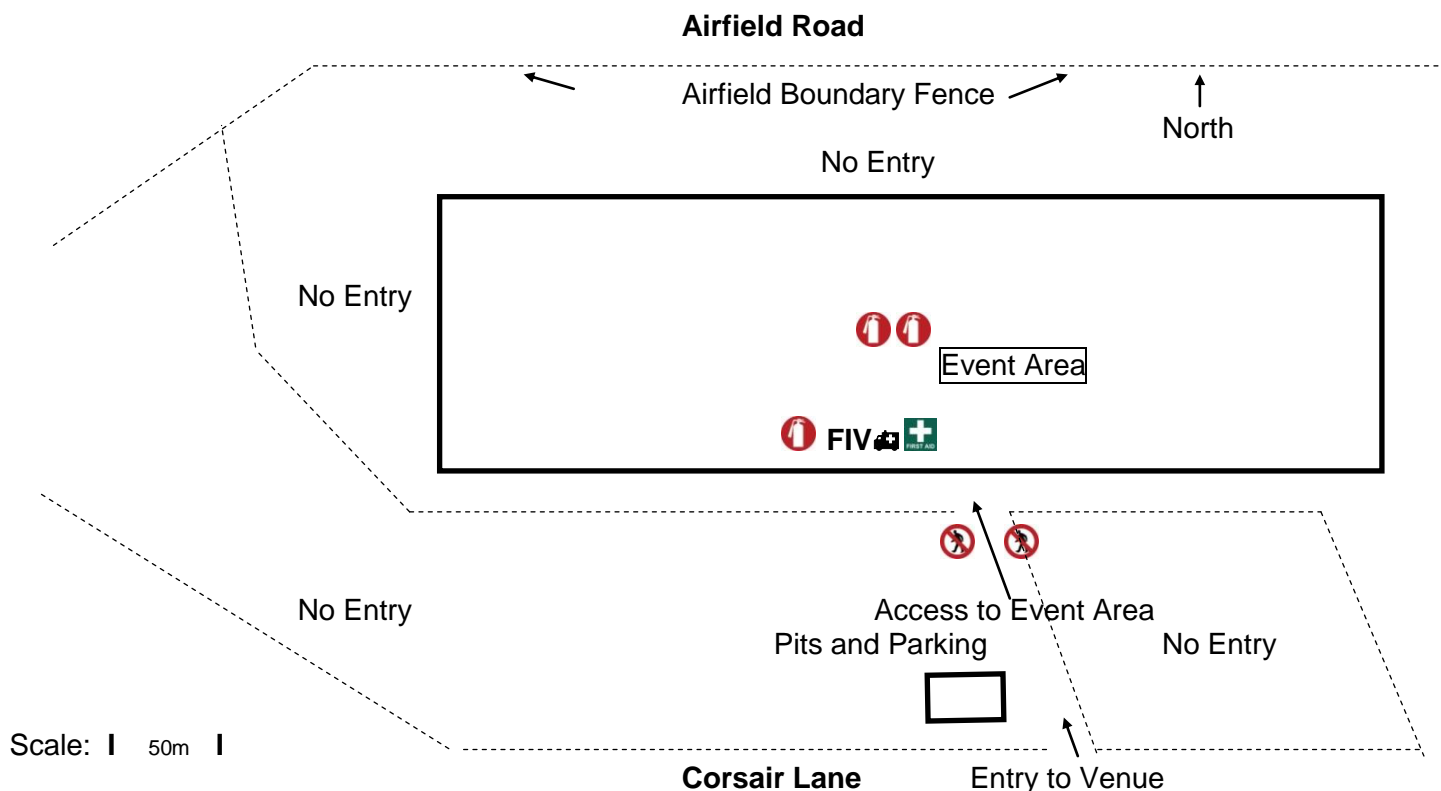 Airfield Road
Airfield Boundary Fence
North
No Entry
No Entry
Event Area
FIV
FIRST AID
No Entry
Access to Event Area
Pits and Parking
No Entry
Scale: I 50m I
Corsair Lane
Entry to Venue